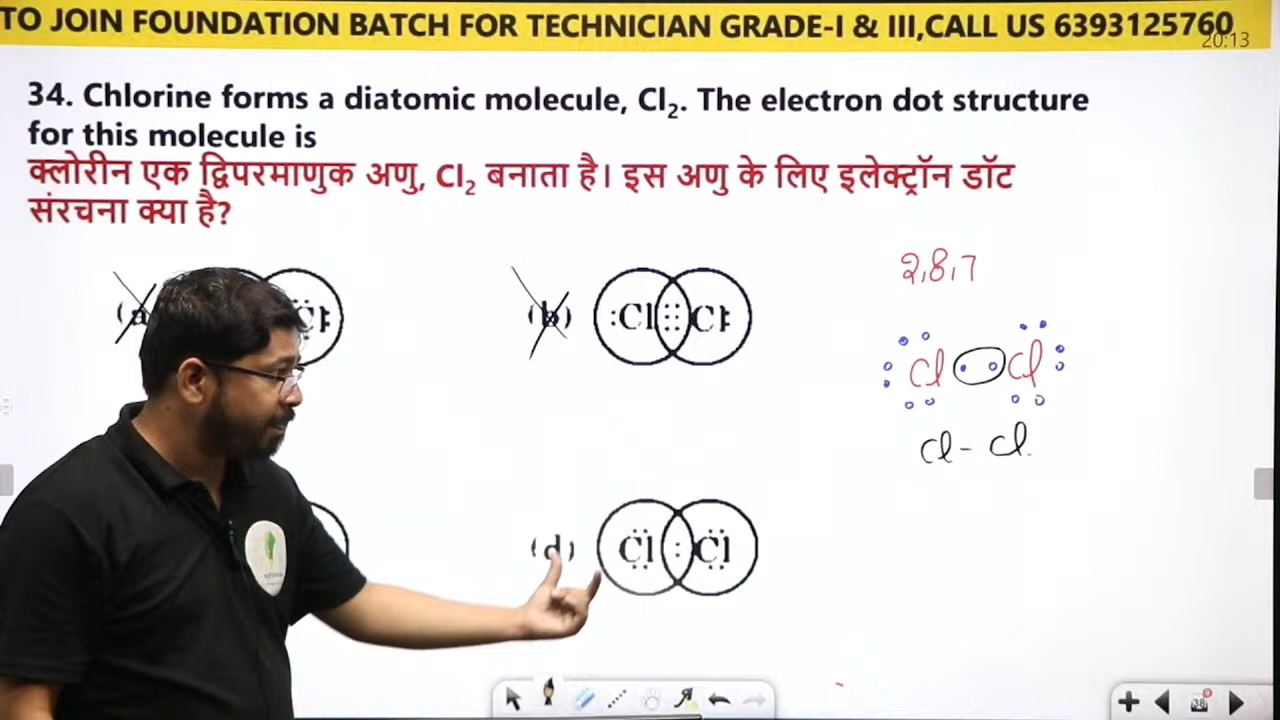 TO JOIN FOUNDATION BATCH FOR TECHNICIAN GRADE-I & III,CALL US 6393125760
20:13
34. Chlorine forms a diatomic molecule, Cl₂. The electron dot structure
for this molecule is
क्लोरीन एक द्विपरमाणुक अणु, Cl₂ बनाता है। इस अणु के लिए इलेक्ट्रॉन डॉट
संरचना क्या है?
2,8,7
(a) Cl
(b) Cl Cl
Cl Cl
Cl - Cl
(d) Cl Cl
38